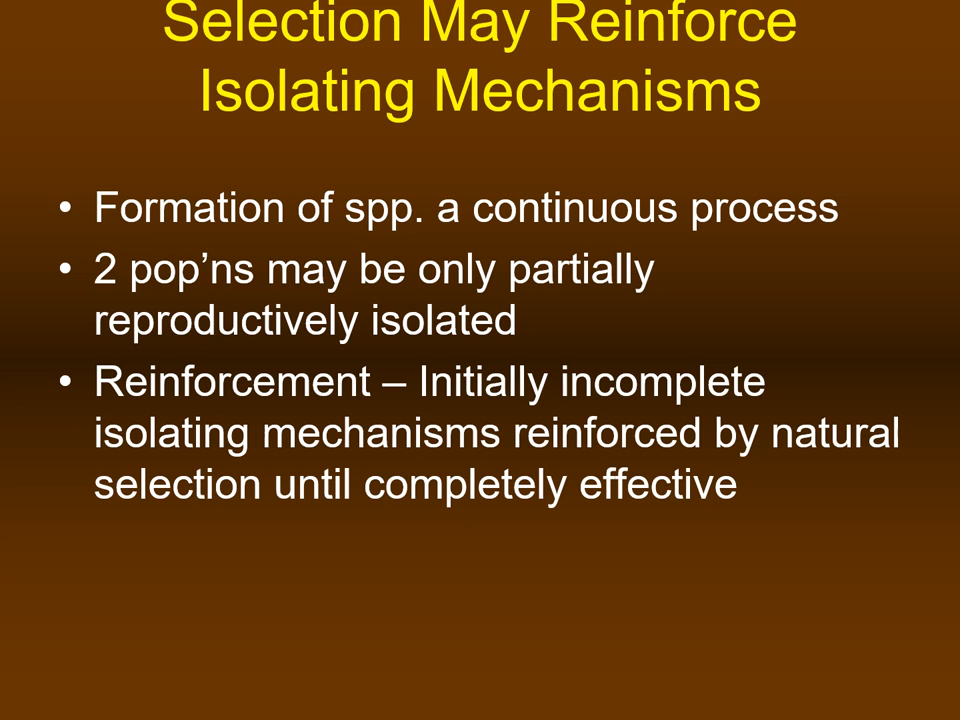 Selection May Reinforce
Isolating Mechanisms
• Formation of spp. a continuous process
• 2 pop’ns may be only partially
reproductively isolated
• Reinforcement – Initially incomplete
isolating mechanisms reinforced by natural
selection until completely effective